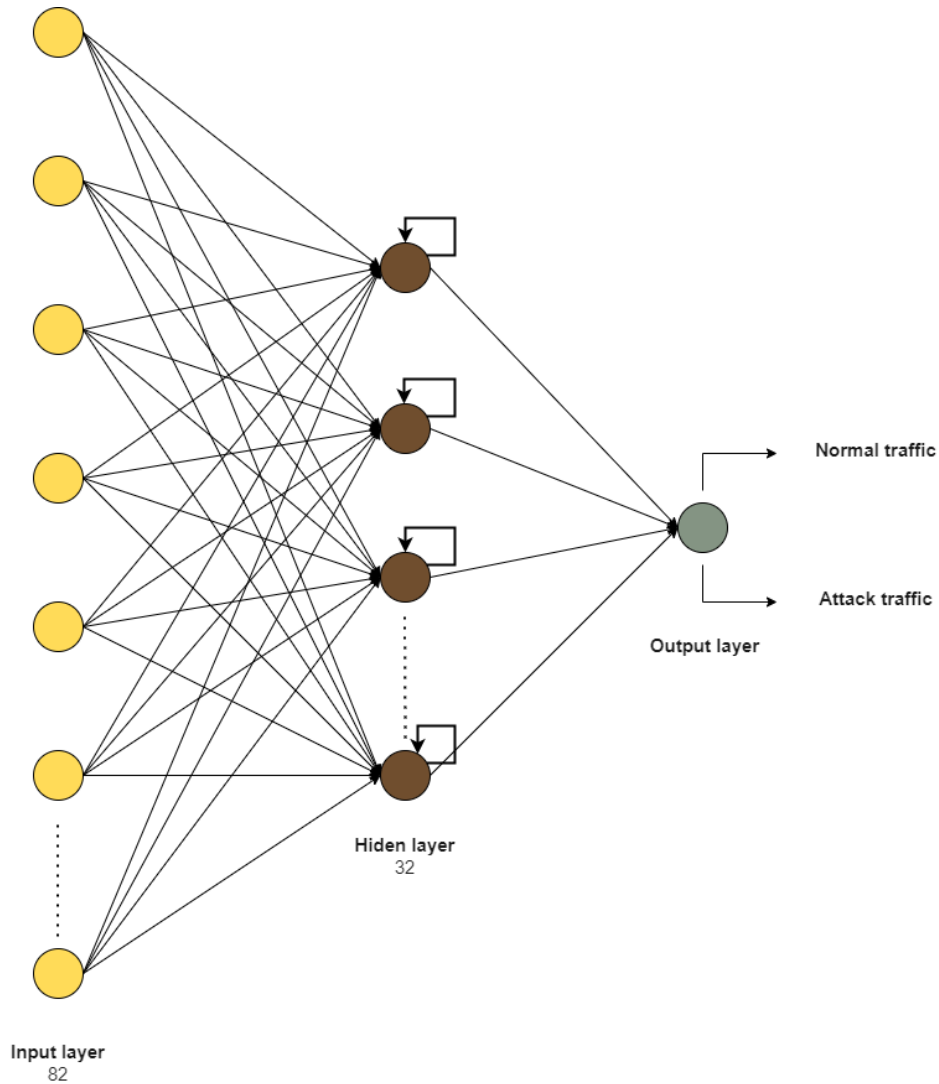 Normal traffic
Attack traffic
Output layer
Hiden layer
32
Input layer
82